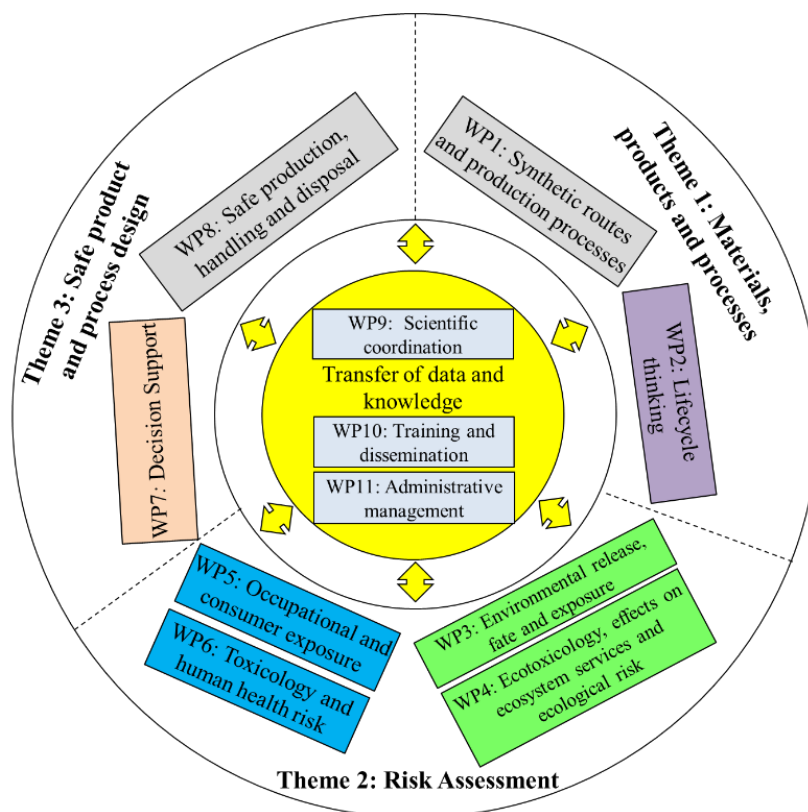 Theme 1: Materials,
products and processes
WP1: Synthetic routes
and production processes
WP2: Lifecycle
thinking
WP3: Environmental release,
fate and exposure
WP4: Ecotoxicology, effects on
ecosystem services and
ecological risk
Theme 2: Risk Assessment
WP5: Occupational and
consumer exposure
WP6: Toxicology and
human health risk
Theme 3: Safe product
and process design
WP7: Decision Support
WP8: Safe production,
handling and disposal
WP9: Scientific
coordination
Transfer of data and
knowledge
WP10: Training and
dissemination
WP11: Administrative
management